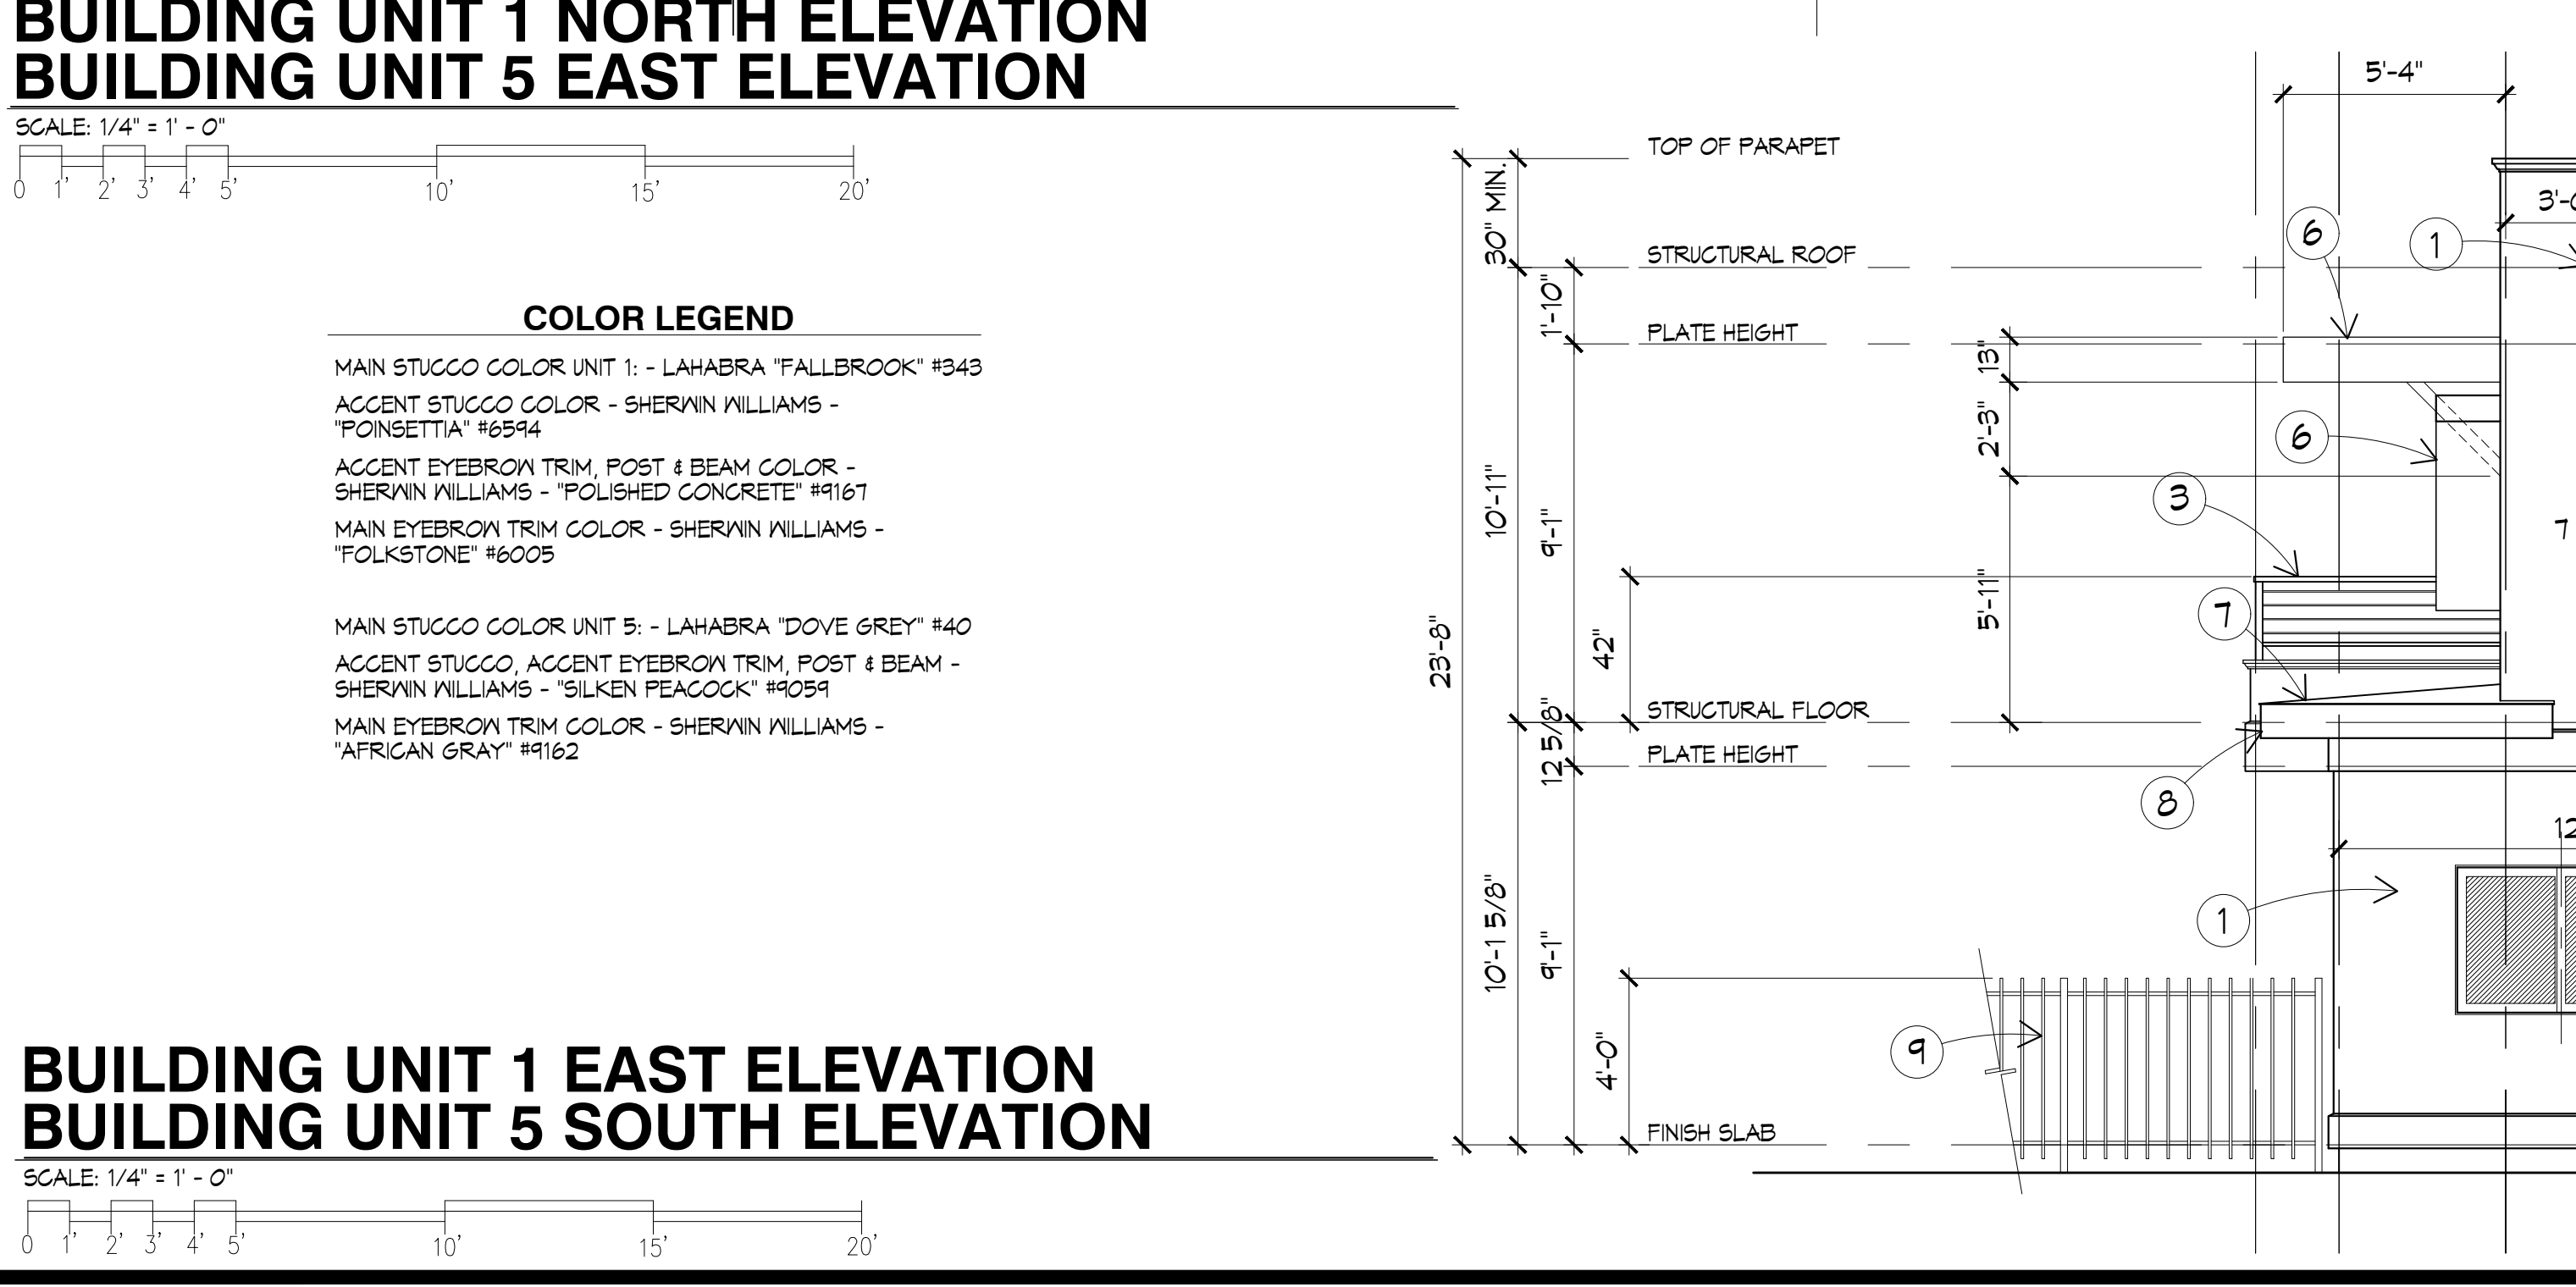 BUILDING UNIT 1 NORTH ELEVATION
BUILDING UNIT 5 EAST ELEVATION
SCALE: 1/4" = 1' - 0"
0 1' 2' 3' 4' 5' 10' 15' 20'
COLOR LEGEND
MAIN STUCCO COLOR UNIT 1: - LAHABRA "FALLBROOK" #343
ACCENT STUCCO COLOR - SHERWIN WILLIAMS -
"POINSETTIA" #6594
ACCENT EYEBROW TRIM, POST & BEAM COLOR -
SHERWIN WILLIAMS - "POLISHED CONCRETE" #9167
MAIN EYEBROW TRIM COLOR - SHERWIN WILLIAMS -
"FOLKSTONE" #6005
MAIN STUCCO COLOR UNIT 5: - LAHABRA "DOVE GREY" #40
ACCENT STUCCO, ACCENT EYEBROW TRIM, POST & BEAM -
SHERWIN WILLIAMS - "SILKEN PEACOCK" #9059
MAIN EYEBROW TRIM COLOR - SHERWIN WILLIAMS -
"AFRICAN GRAY" #9162
BUILDING UNIT 1 EAST ELEVATION
BUILDING UNIT 5 SOUTH ELEVATION
SCALE: 1/4" = 1' - 0"
0 1' 2' 3' 4' 5' 10' 15' 20'
23'-8"
30" MIN.
10'-11"
10'-1 5/8"
1'-10"
9'-1"
12 5/8"
9'-1"
42"
4'-0"
TOP OF PARAPET
STRUCTURAL ROOF
PLATE HEIGHT
STRUCTURAL FLOOR
PLATE HEIGHT
FINISH SLAB
13"
2'-3"
5'-11"
5'-4"
6
1
6
3
7
7
8
1
9